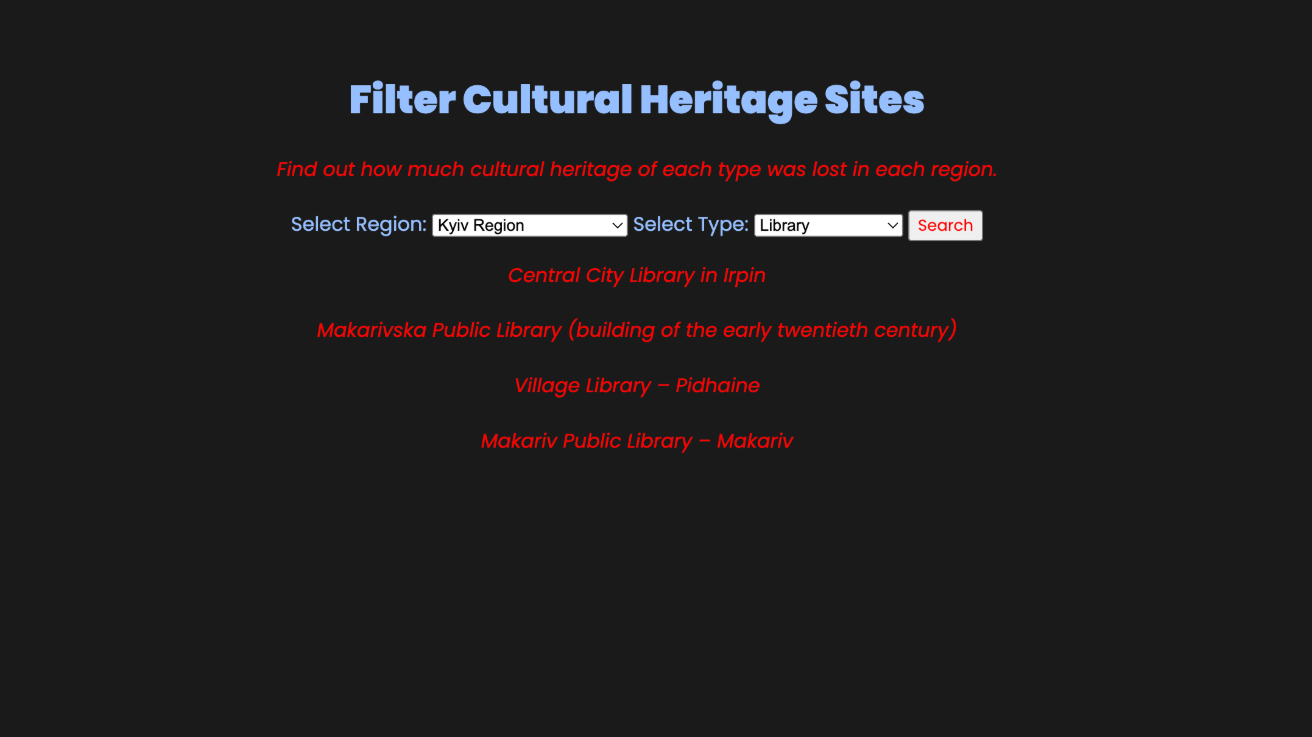 Filter Cultural Heritage Sites
Find out how much cultural heritage of each type was lost in each region.
Select Region: Kyiv Region Select Type: Library Search
Central City Library in Irpin
Makarivska Public Library (building of the early twentieth century)
Village Library – Pidhaine
Makariv Public Library – Makariv